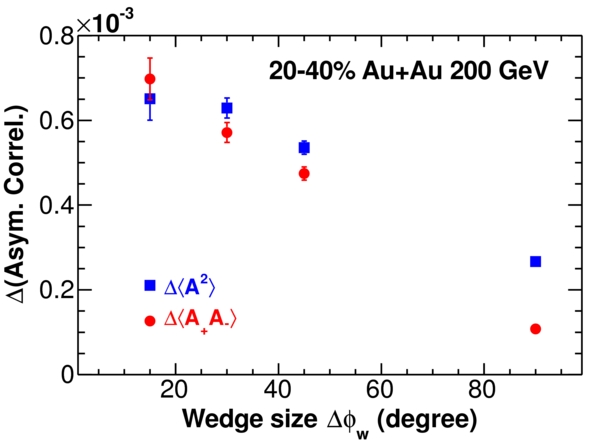 ×10⁻³
0.8
20-40% Au+Au 200 GeV
0.6
Δ(Asym. Correl.)
0.4
Δ⟨A²⟩
0.2
Δ⟨A₊A₋⟩
0
20 40 60 80
Wedge size Δϕ_w (degree)